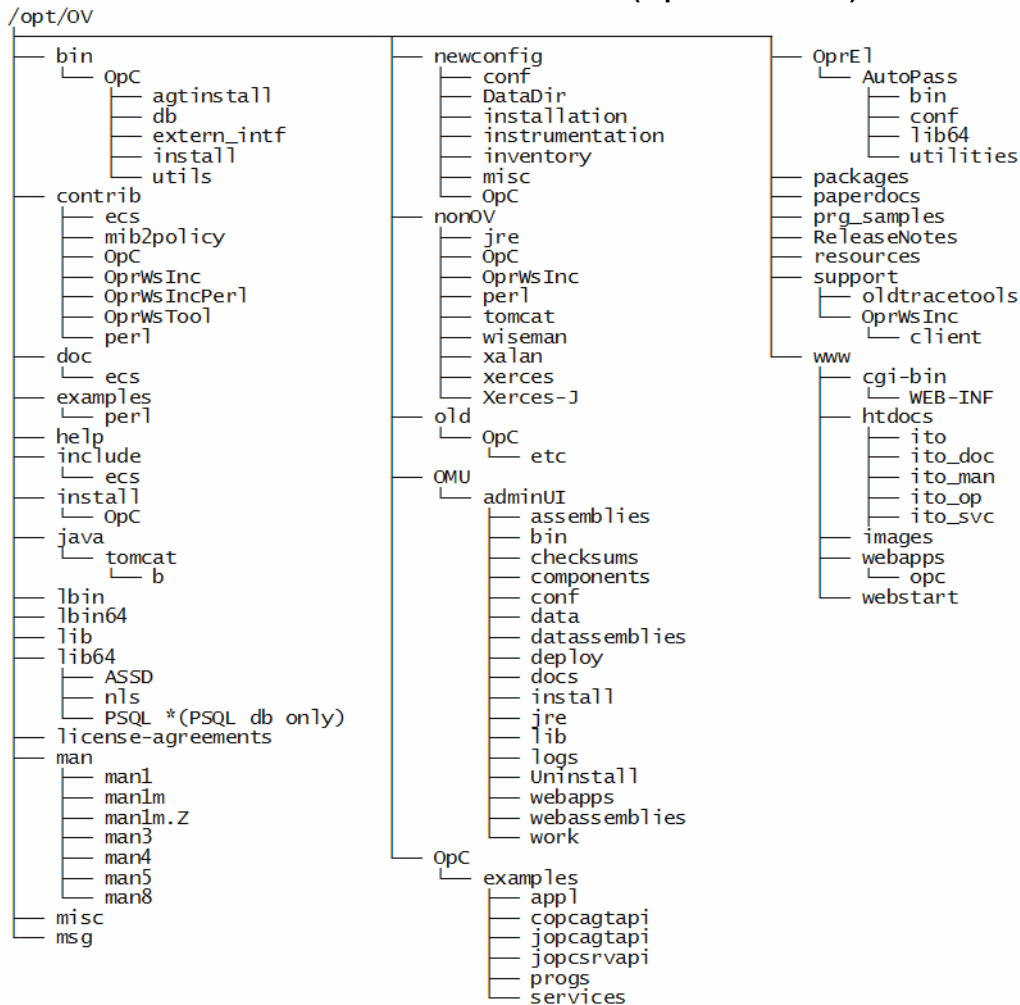 /opt/OV
bin
OpC
agtinstall
db
extern_intf
install
utils
contrib
ecs
mib2policy
OpC
OprWsInc
OprWsIncPerl
OprWsTool
perl
doc
ecs
examples
perl
help
include
ecs
install
OpC
java
tomcat
b
lbin
lbin64
lib
lib64
ASSD
nls
PSQL *(PSQL db only)
license-agreements
man
man1
man1m
man1m.Z
man3
man4
man5
man8
misc
msg
newconfig
conf
DataDir
installation
instrumentation
inventory
misc
OpC
nonOV
jre
OpC
OprWsInc
perl
tomcat
wiseman
xalan
xerces
Xerces-J
old
OpC
etc
OMU
adminUI
assemblies
bin
checksums
components
conf
data
datassemblies
deploy
docs
install
jre
lib
logs
Uninstall
webapps
webassemblies
work
OpC
examples
appl
copcagtapi
jopcagtapi
jopcsrvapi
progs
services
OprEl
AutoPass
bin
conf
lib64
utilities
packages
paperdocs
prg_samples
ReleaseNotes
resources
support
oldtracetools
OprWsInc
client
www
cgi-bin
WEB-INF
htdocs
ito
ito_doc
ito_man
ito_op
ito_svc
images
webapps
opc
webstart